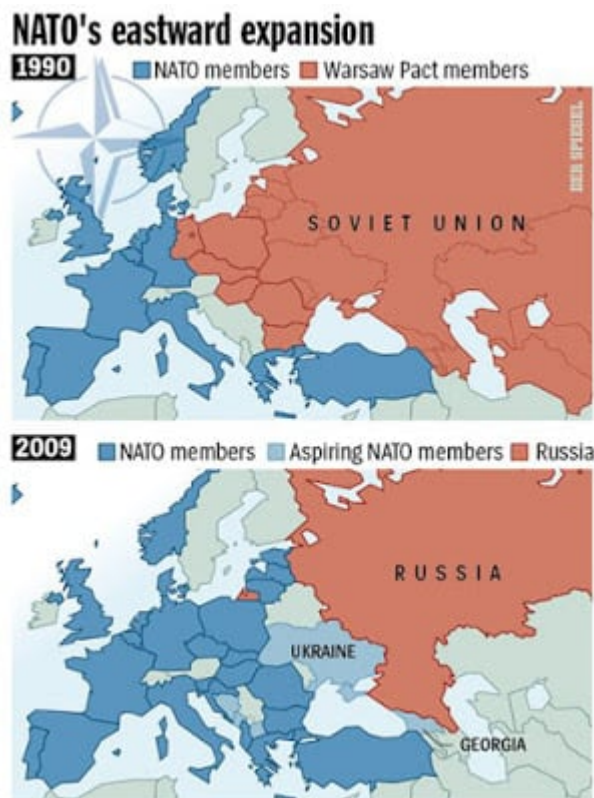 NATO's eastward expansion
1990 NATO members Warsaw Pact members
DER SPIEGEL
SOVIET UNION
2009 NATO members Aspiring NATO members Russia
RUSSIA
UKRAINE
GEORGIA